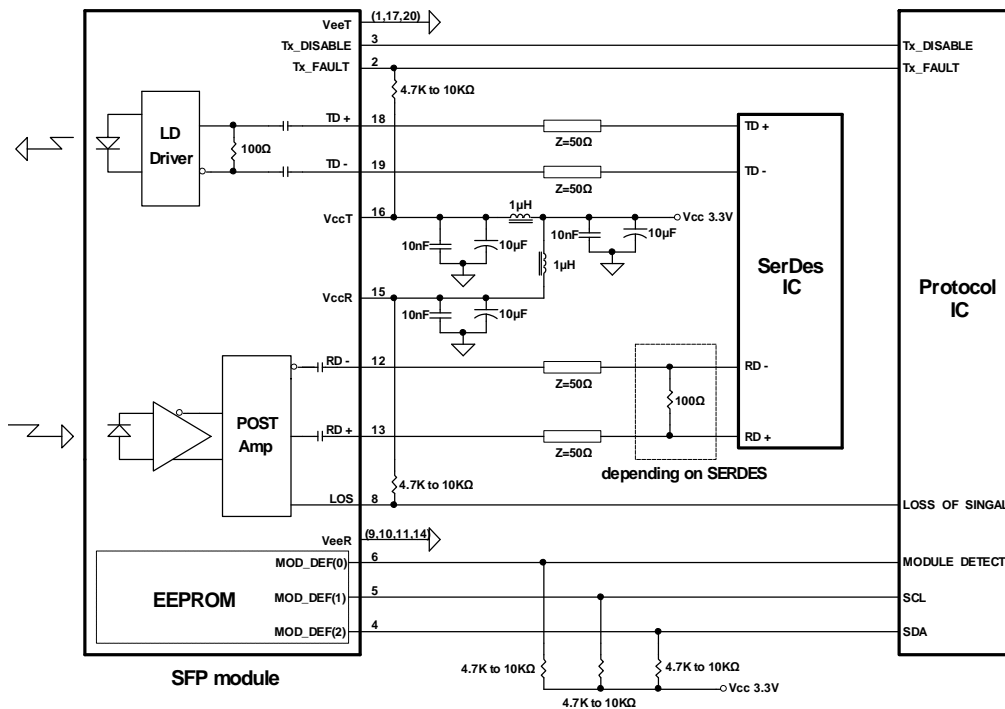 VeeT (1,17,20)
Tx_DISABLE 3 Tx_DISABLE
Tx_FAULT 2 Tx_FAULT
4.7K to 10KΩ
LD
Driver
100Ω
TD + 18 TD +
Z=50Ω
TD - 19 TD -
Z=50Ω
VccT 16
1µH
Vcc 3.3V
10nF
10µF
10nF
10µF
1µH
SerDes
IC
Protocol
IC
VccR 15
10nF
10µF
RD - 12 RD -
Z=50Ω
100Ω
POST
Amp
RD + 13 RD +
Z=50Ω
depending on SERDES
4.7K to 10KΩ
LOS 8 LOSS OF SINGAL
VeeR (9,10,11,14)
MOD_DEF(0) 6 MODULE DETECT
EEPROM
MOD_DEF(1) 5 SCL
MOD_DEF(2) 4 SDA
4.7K to 10KΩ
4.7K to 10KΩ
4.7K to 10KΩ
Vcc 3.3V
SFP module